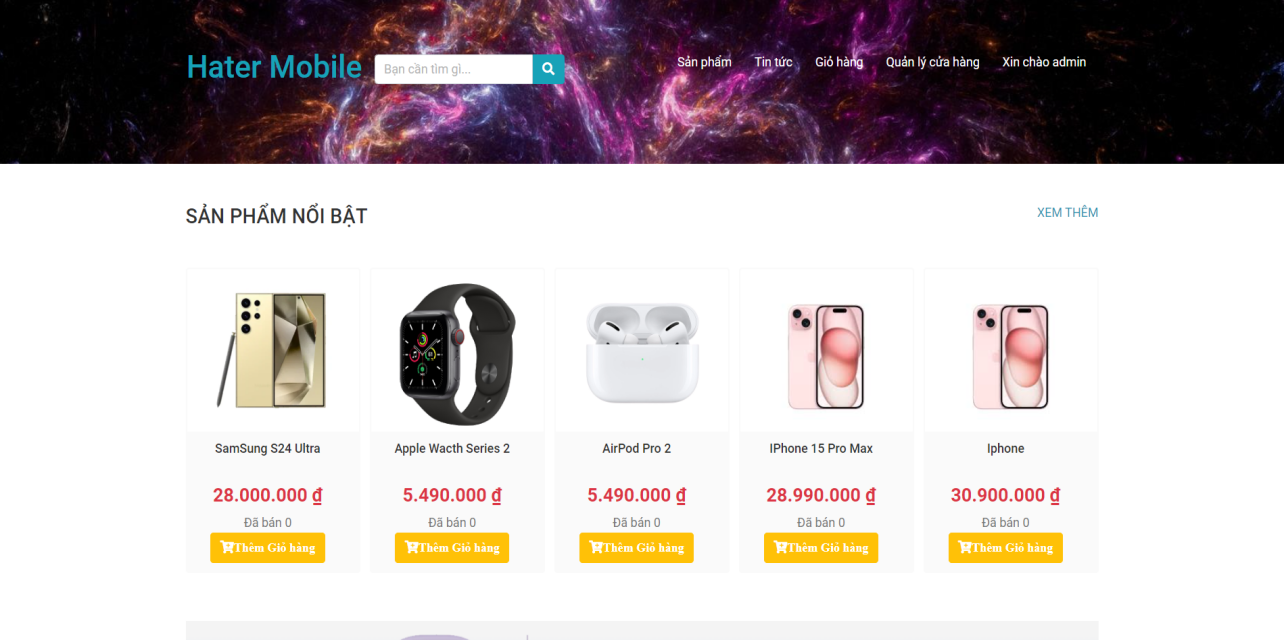 Hater Mobile
Bạn cần tìm gì...
Sản phẩm
Tin tức
Giỏ hàng
Quản lý cửa hàng
Xin chào admin
SẢN PHẨM NỔI BẬT
XEM THÊM
SamSung S24 Ultra
28.000.000 ₫
Đã bán 0
Thêm Giỏ hàng
Apple Wacth Series 2
5.490.000 ₫
Đã bán 0
Thêm Giỏ hàng
AirPod Pro 2
5.490.000 ₫
Đã bán 0
Thêm Giỏ hàng
IPhone 15 Pro Max
28.990.000 ₫
Đã bán 0
Thêm Giỏ hàng
Iphone
30.900.000 ₫
Đã bán 0
Thêm Giỏ hàng